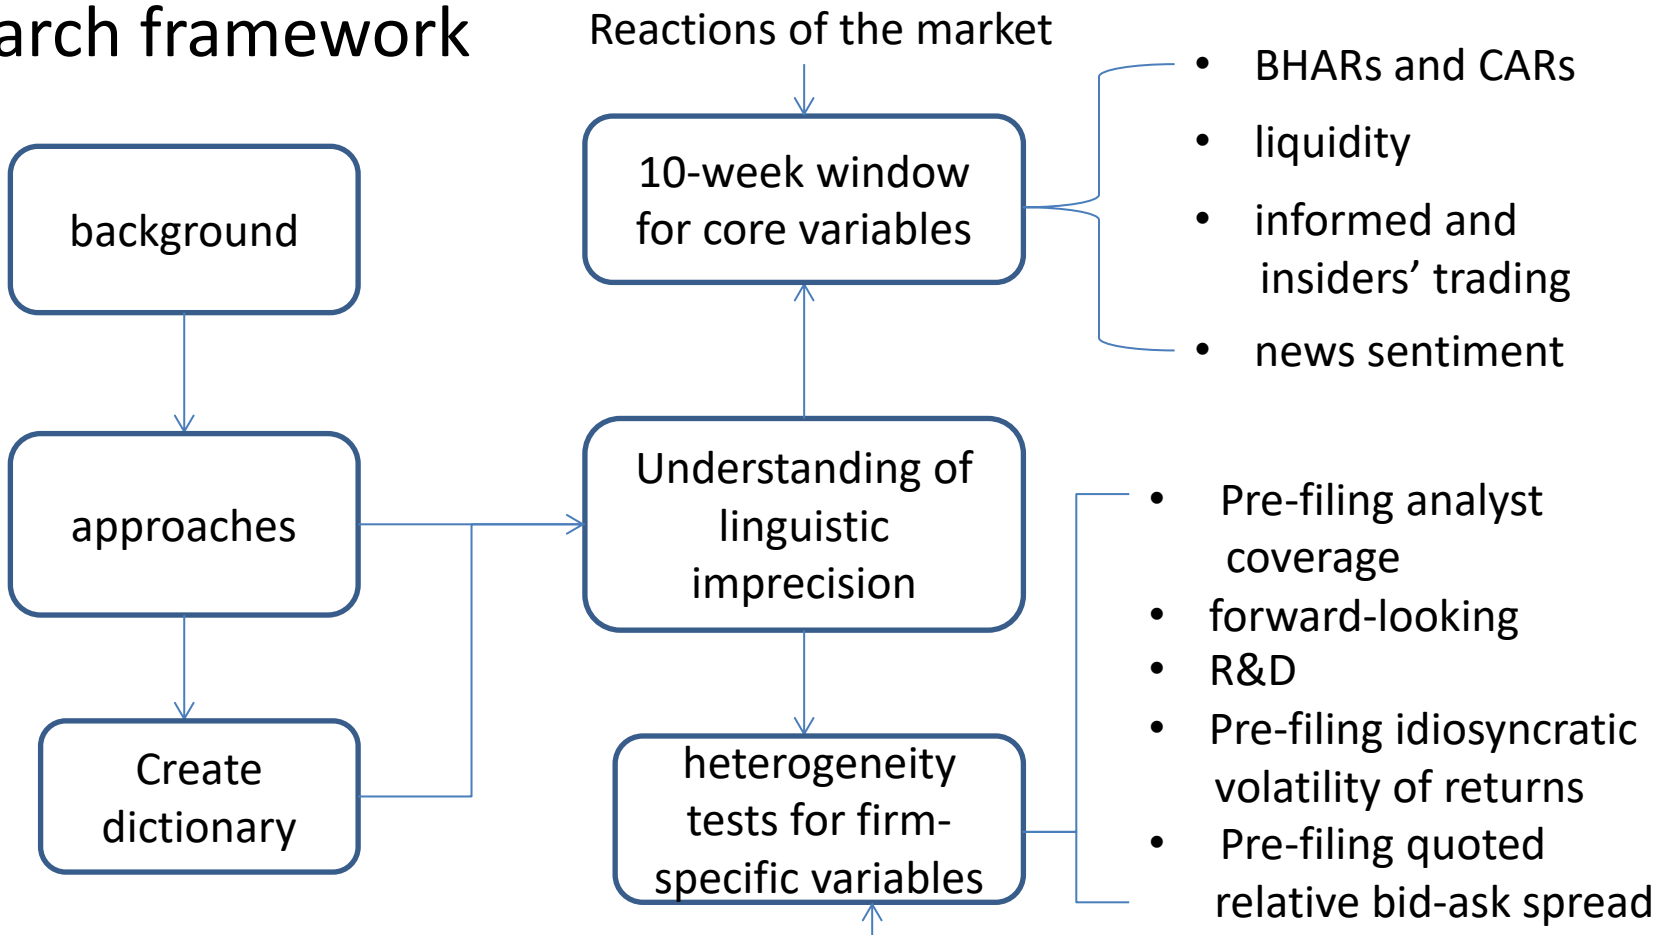 arch framework
Reactions of the market
background
approaches
Create
dictionary
10-week window
for core variables
Understanding of
linguistic
imprecision
heterogeneity
tests for firm-
specific variables
• BHARs and CARs
• liquidity
• informed and
insiders’ trading
• news sentiment
• Pre-filing analyst
coverage
• forward-looking
• R&D
• Pre-filing idiosyncratic
volatility of returns
• Pre-filing quoted
relative bid-ask spread